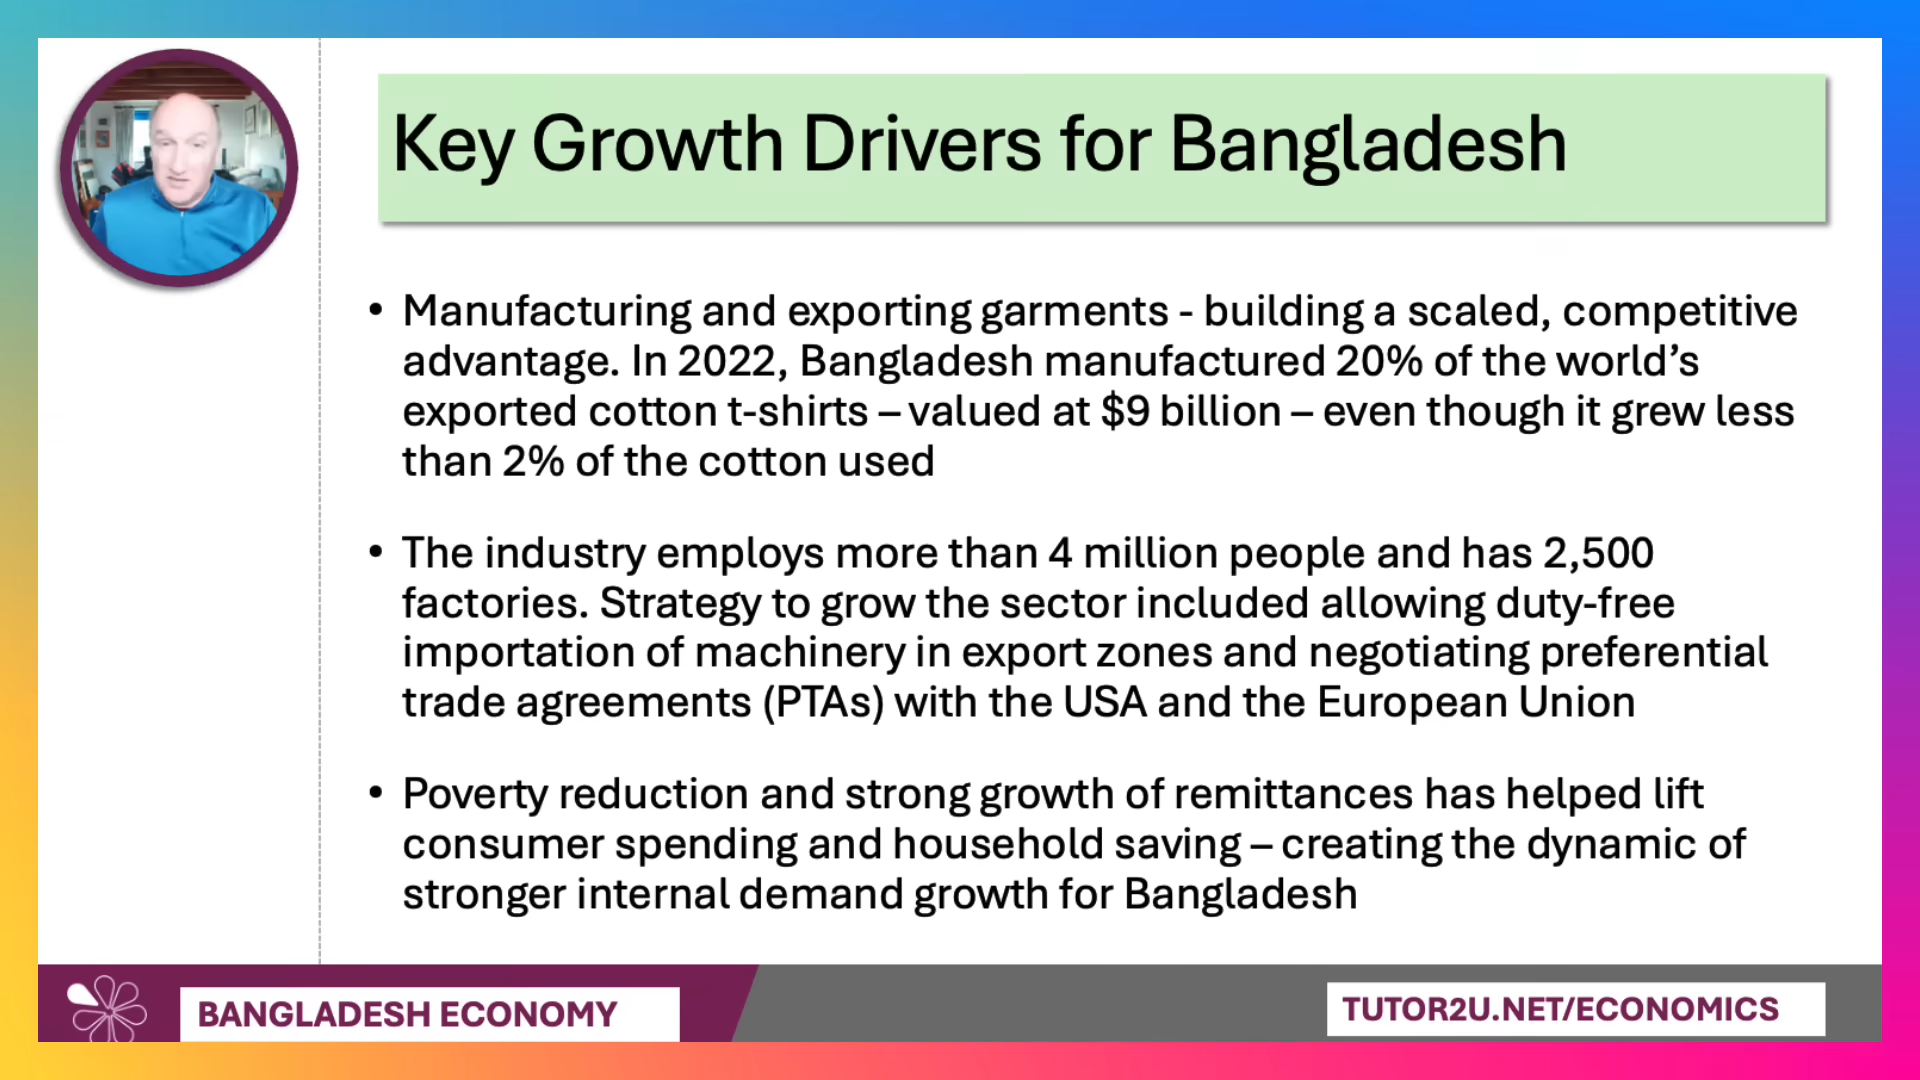 Key Growth Drivers for Bangladesh
• Manufacturing and exporting garments - building a scaled, competitive
advantage. In 2022, Bangladesh manufactured 20% of the world’s
exported cotton t-shirts – valued at $9 billion – even though it grew less
than 2% of the cotton used
• The industry employs more than 4 million people and has 2,500
factories. Strategy to grow the sector included allowing duty-free
importation of machinery in export zones and negotiating preferential
trade agreements (PTAs) with the USA and the European Union
• Poverty reduction and strong growth of remittances has helped lift
consumer spending and household saving – creating the dynamic of
stronger internal demand growth for Bangladesh
BANGLADESH ECONOMY
TUTOR2U.NET/ECONOMICS